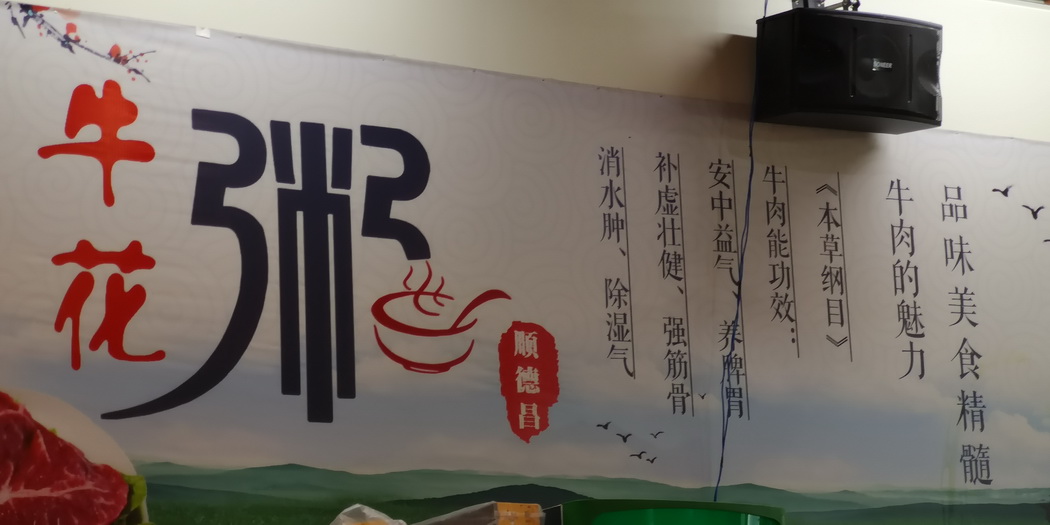 牛花
粥
順德昌
品味美食精髓
牛肉的魅力
《本草纲目》
牛肉能功效:
安中益气、养脾胃
补虚壮健、强筋骨
消水肿、除湿气